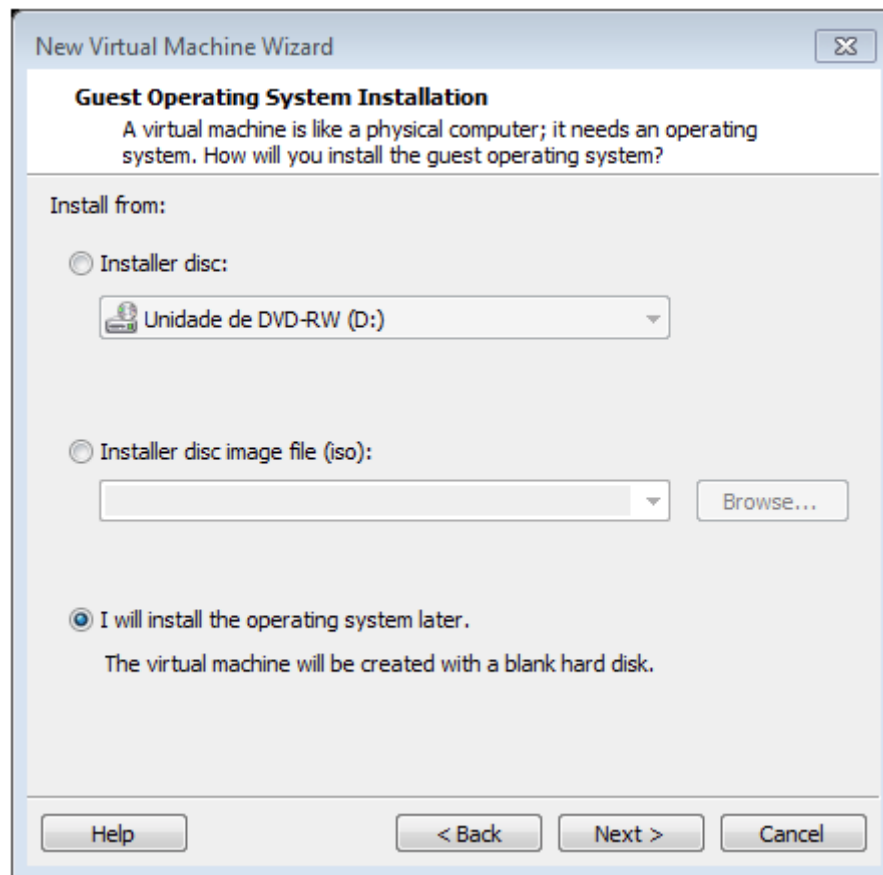 New Virtual Machine Wizard
Guest Operating System Installation
A virtual machine is like a physical computer; it needs an operating
system. How will you install the guest operating system?
Install from:
Installer disc:
Unidade de DVD-RW (D:)
Installer disc image file (iso):
Browse...
I will install the operating system later.
The virtual machine will be created with a blank hard disk.
Help
< Back
Next >
Cancel